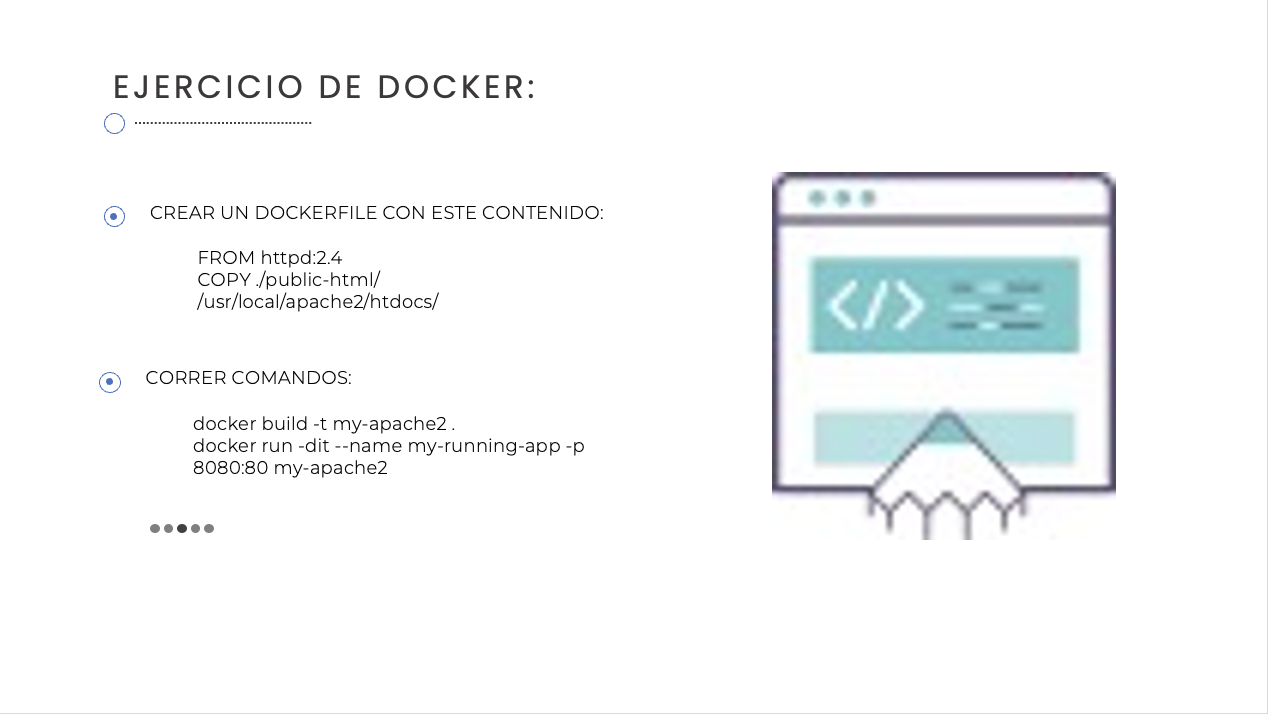 EJERCICIO DE DOCKER:
CREAR UN DOCKERFILE CON ESTE CONTENIDO:
FROM httpd:2.4
COPY ./public-html/
/usr/local/apache2/htdocs/
CORRER COMANDOS:
docker build -t my-apache2 .
docker run -dit --name my-running-app -p
8080:80 my-apache2